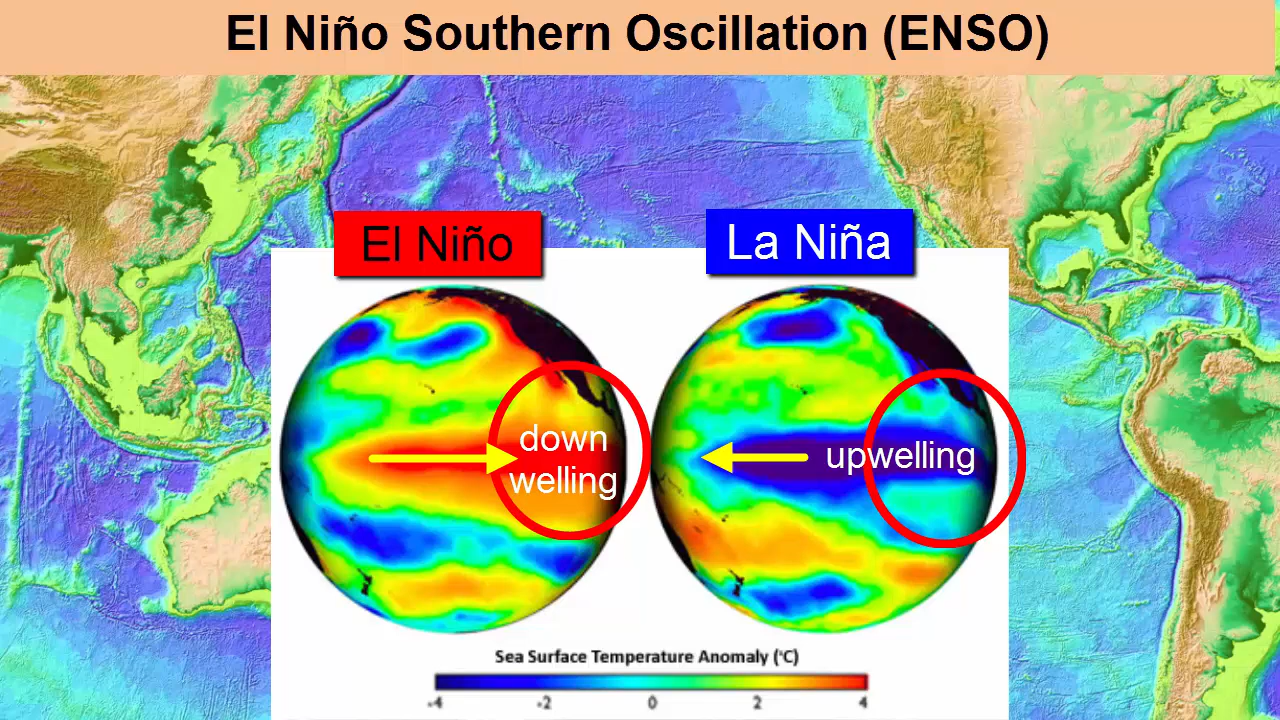 El Niño Southern Oscillation (ENSO)
El Niño
La Niña
down
welling
upwelling
Sea Surface Temperature Anomaly (°C)
-4 -2 0 2 4